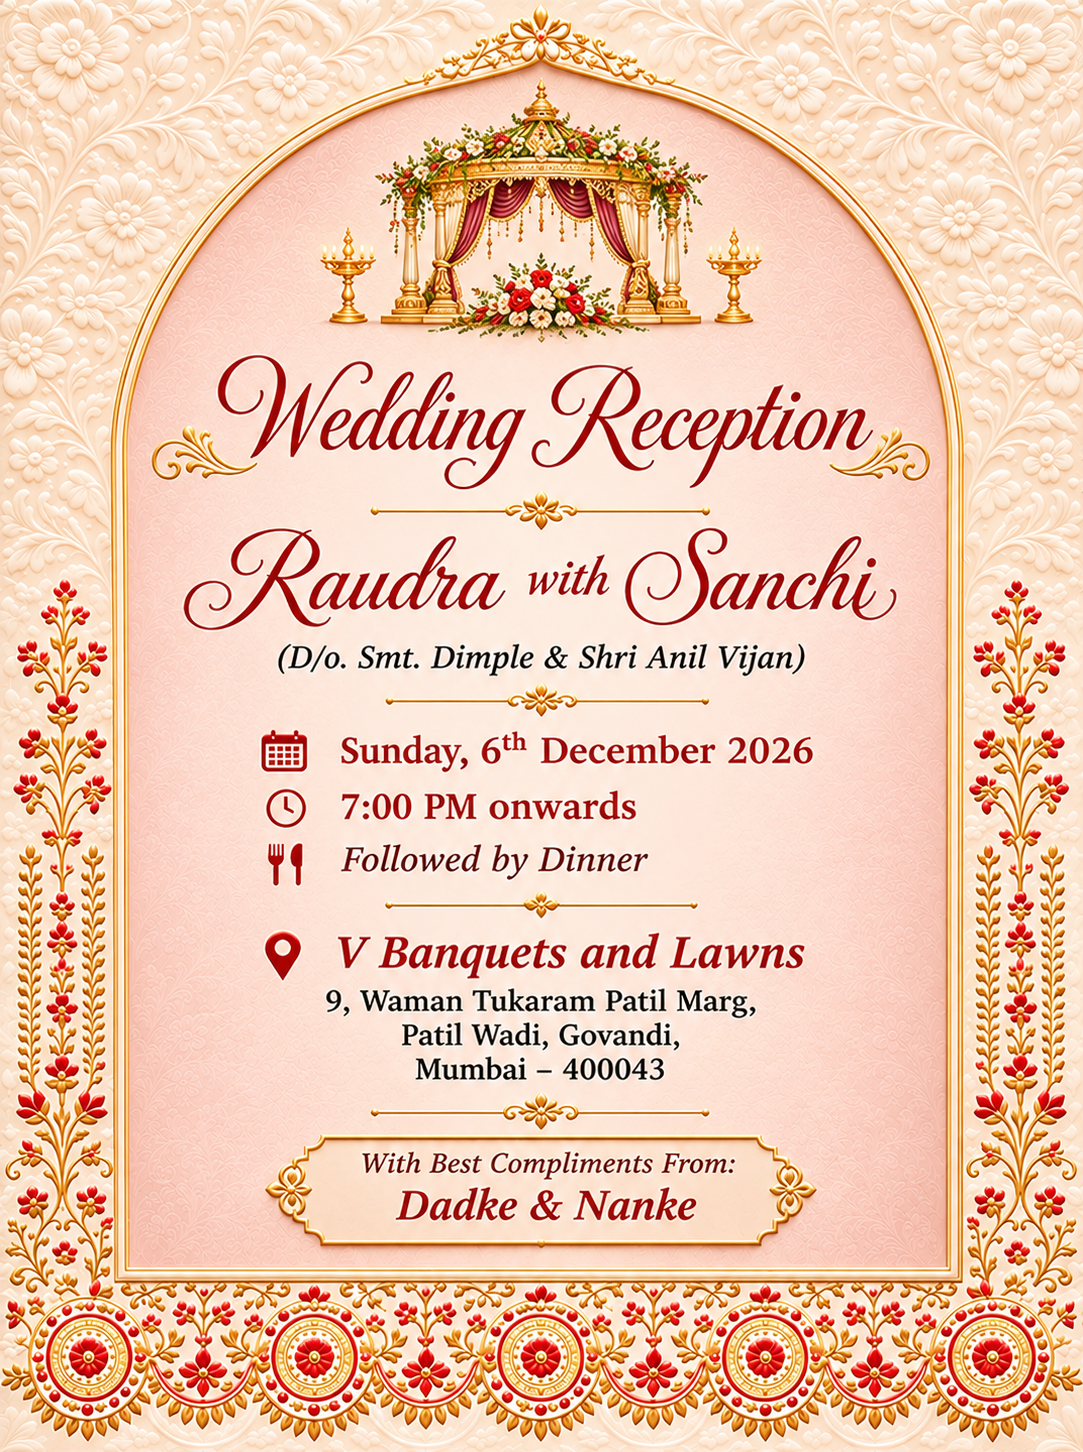 Wedding Reception
Raudra with Sanchi
(D/o. Smt. Dimple & Shri Anil Vijan)
Sunday, 6th December 2026
7:00 PM onwards
Followed by Dinner
V Banquets and Lawns
9, Waman Tukaram Patil Marg,
Patil Wadi, Govandi,
Mumbai – 400043
With Best Compliments From:
Dadke & Nanke